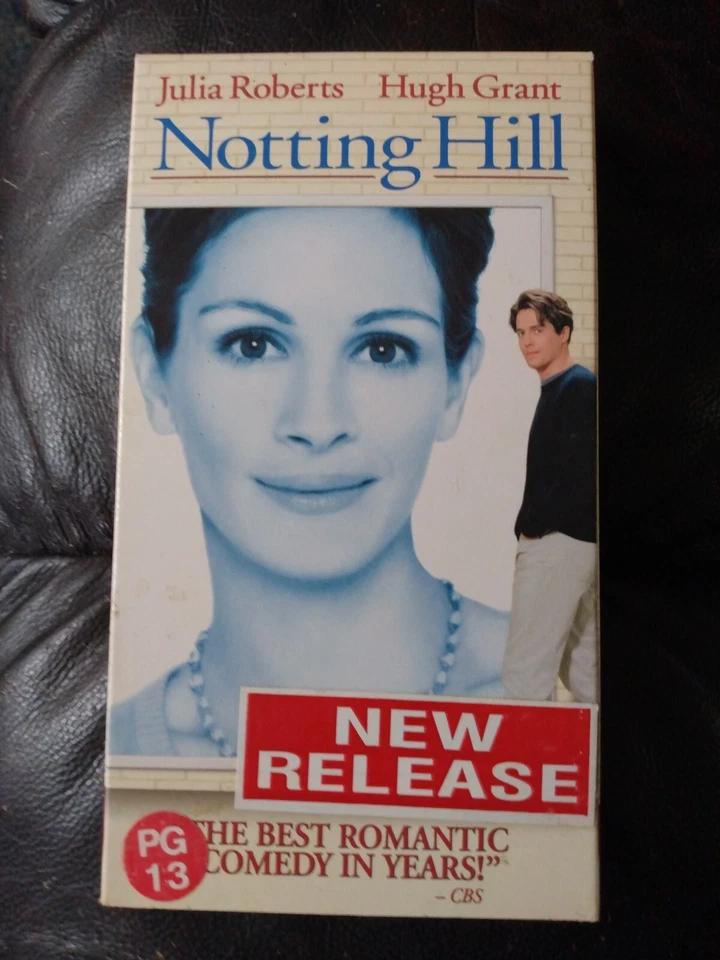 Julia Roberts Hugh Grant
Notting Hill
NEW
RELEASE
PG
13
THE BEST ROMANTIC
COMEDY IN YEARS!”
– CBS